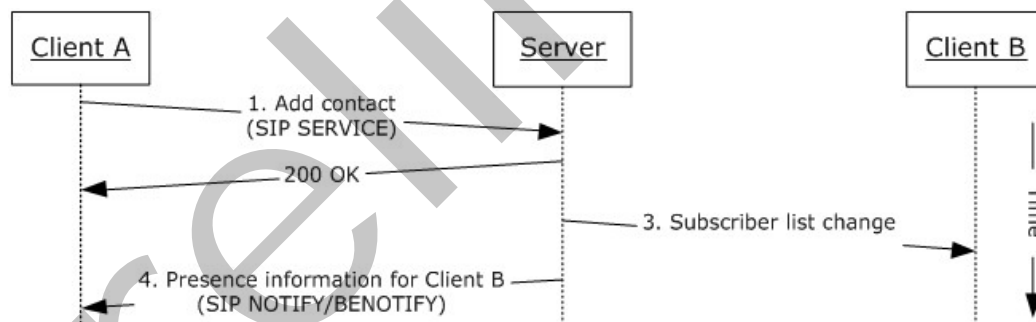 Client A
Server
Client B
1. Add contact
(SIP SERVICE)
200 OK
3. Subscriber list change
4. Presence information for Client B
(SIP NOTIFY/BENOTIFY)